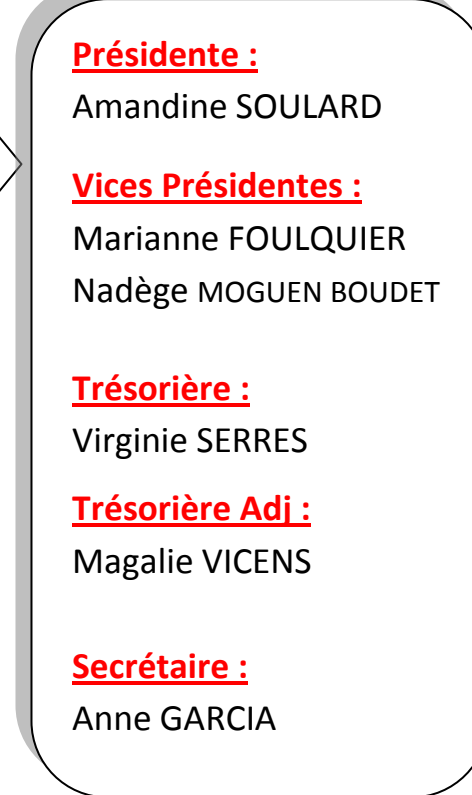 Présidente :
Amandine SOULARD
Vices Présidentes :
Marianne FOULQUIER
Nadège MOGUEN BOUDET
Trésorière :
Virginie SERRES
Trésorière Adj :
Magalie VICENS
Secrétaire :
Anne GARCIA